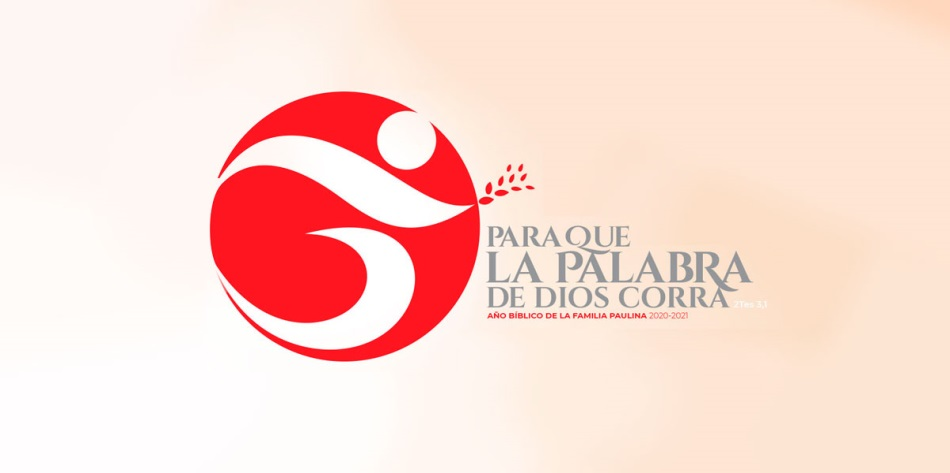 PARA QUE
LA PALABRA
DE DIOS CORRA 2Tes 3,1
AÑO BÍBLICO DE LA FAMILIA PAULINA 2020-2021